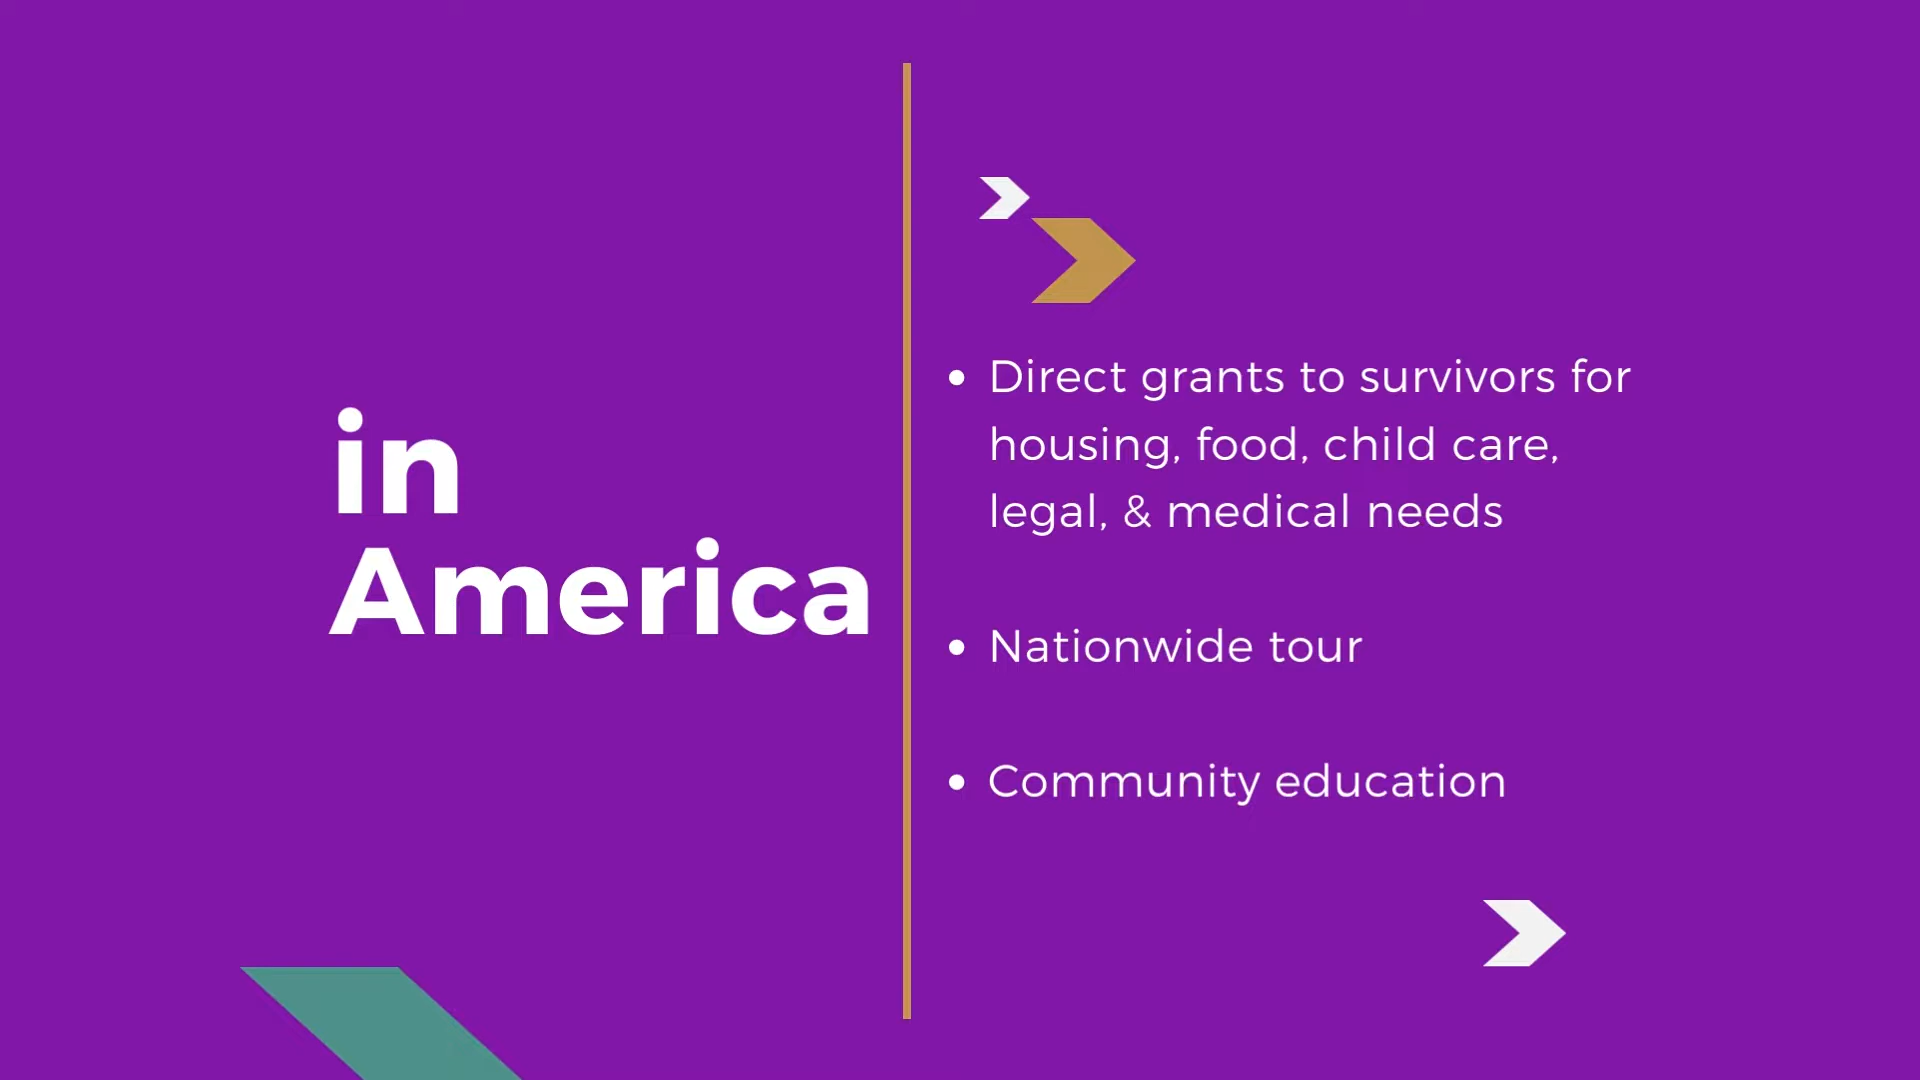 in
America
• Direct grants to survivors for
housing, food, child care,
legal, & medical needs
• Nationwide tour
• Community education